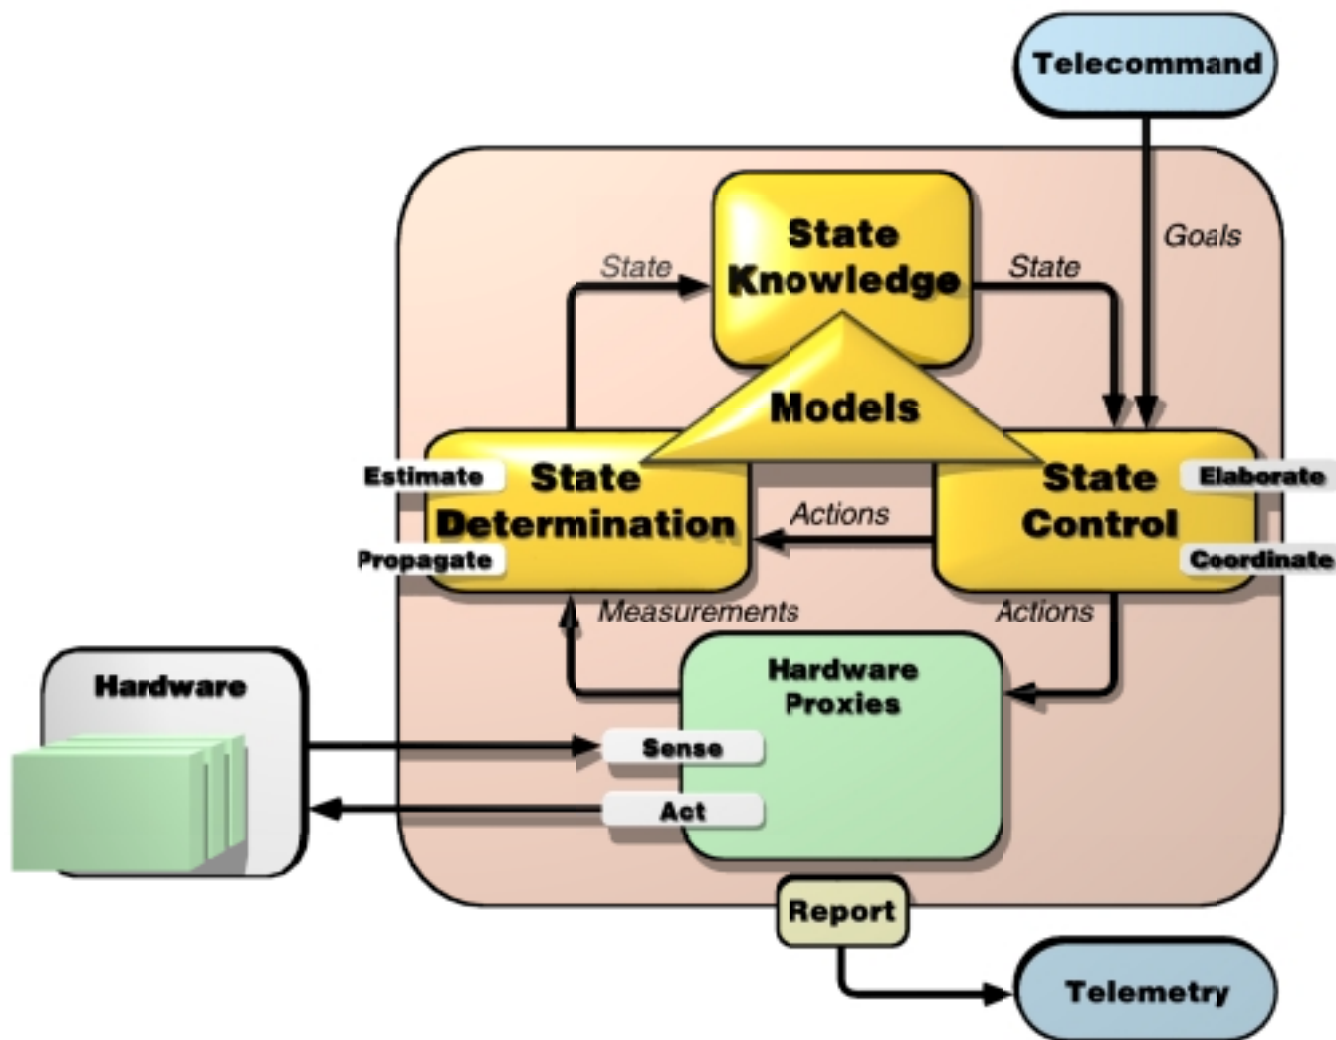 Telecommand
Goals
State
Knowledge
State
State
Models
Estimate
State
Determination
Propagate
Actions
State
Control
Elaborate
Coordinate
Measurements
Actions
Hardware
Proxies
Hardware
Sense
Act
Report
Telemetry